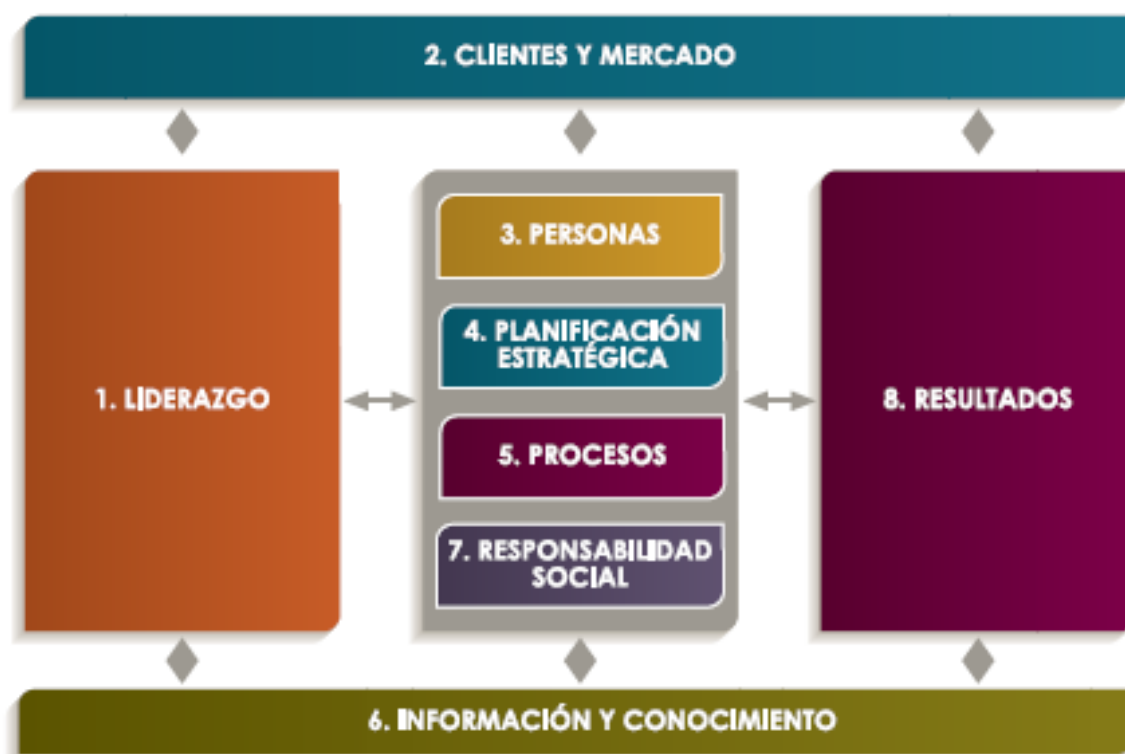 2. CLIENTES Y MERCADO
1. LIDERAZGO
3. PERSONAS
4. PLANIFICACIÓN
ESTRATÉGICA
5. PROCESOS
7. RESPONSABILIDAD
SOCIAL
8. RESULTADOS
6. INFORMACIÓN Y CONOCIMIENTO